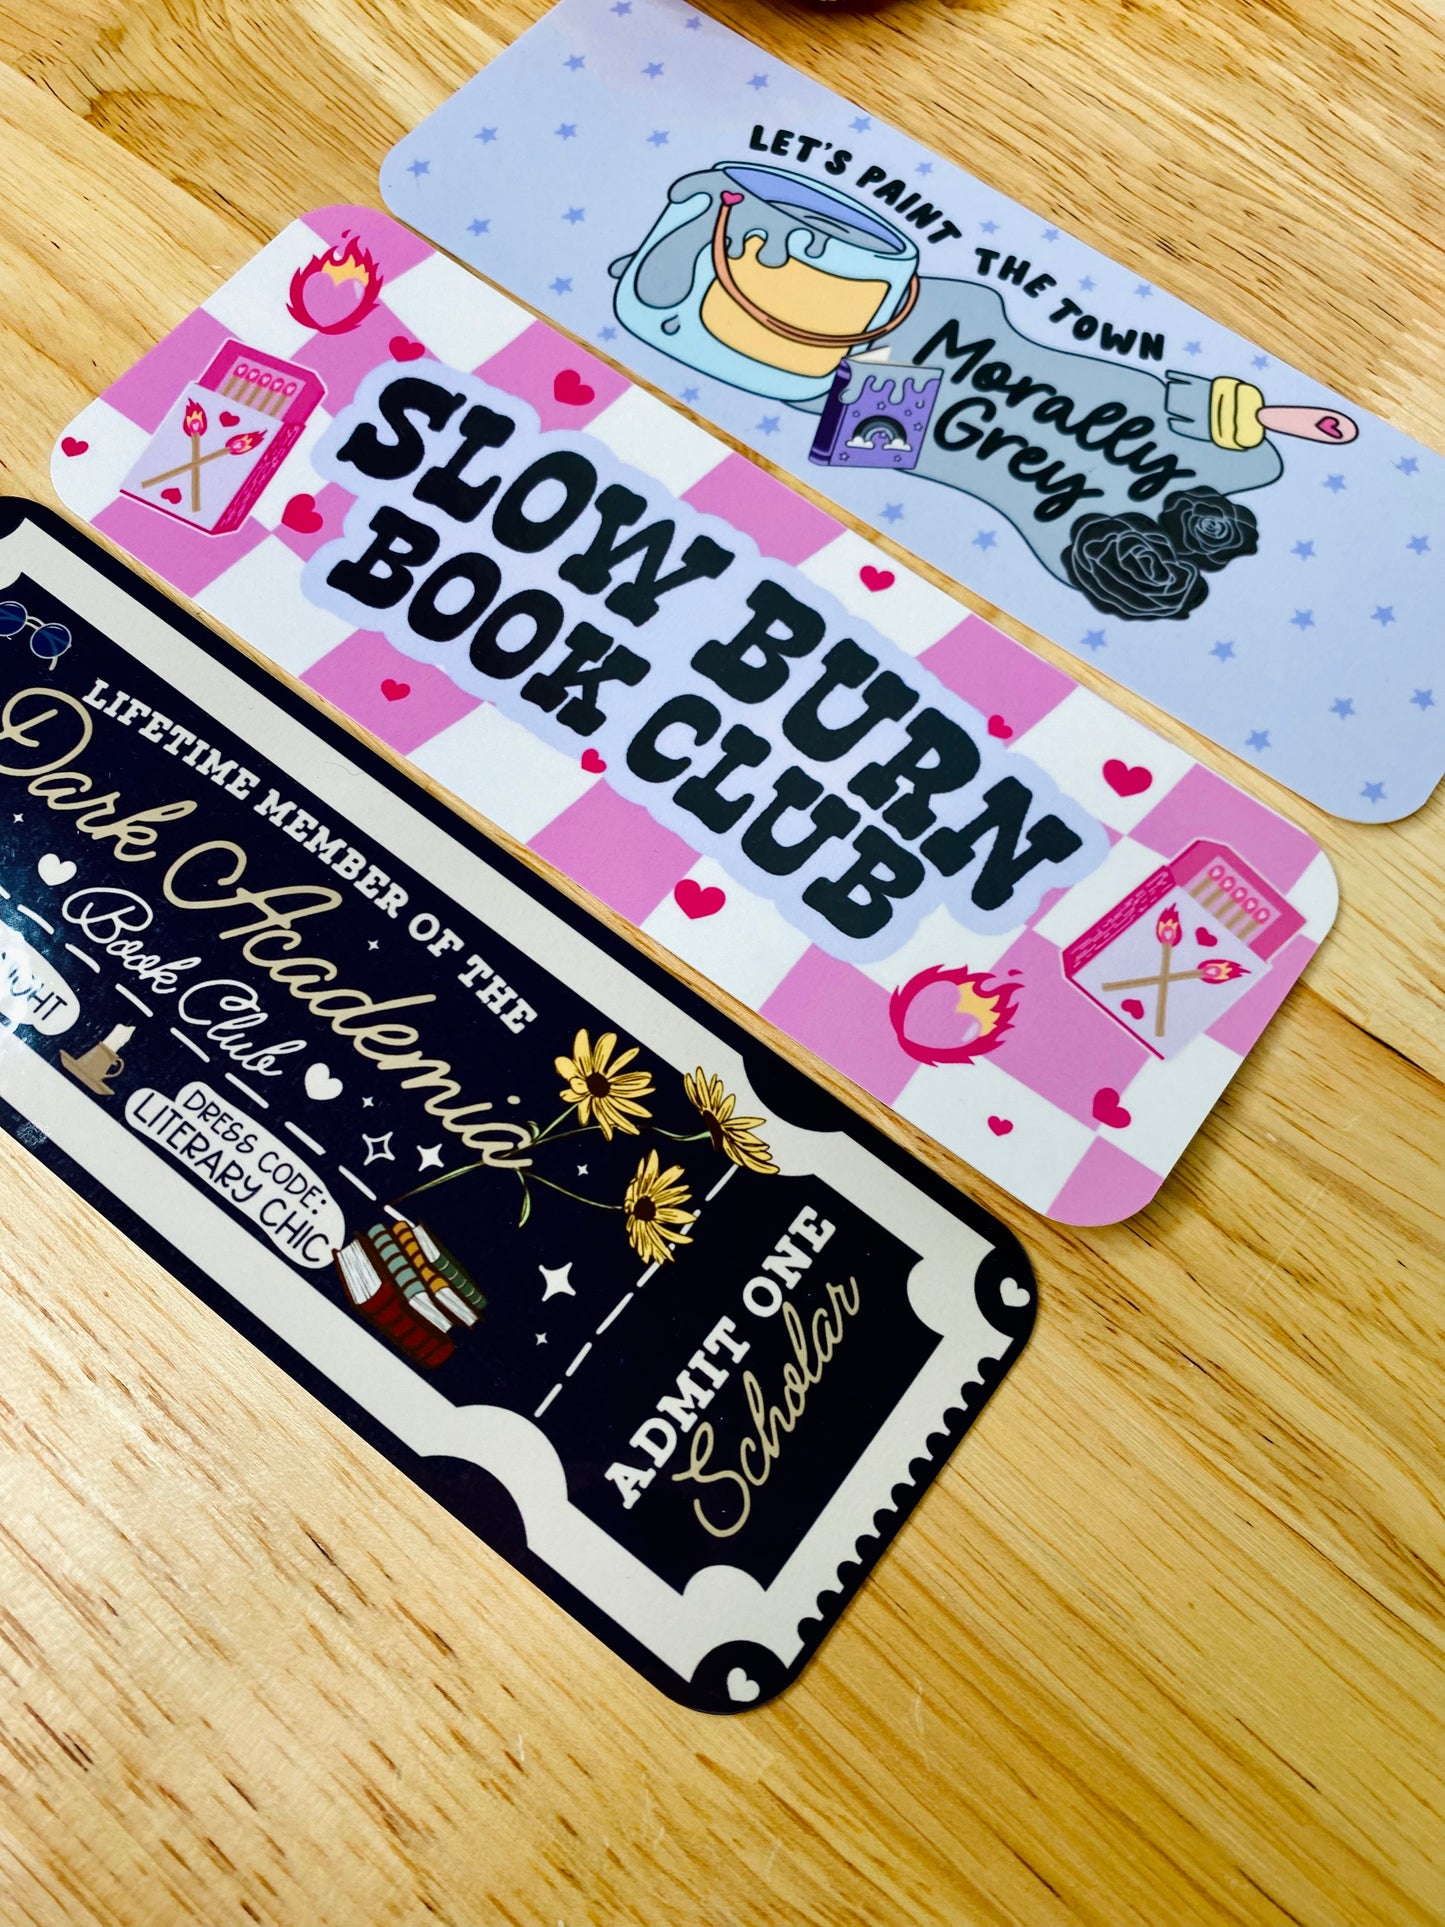 LET'S PAINT THE TOWN
Morally
Grey
SLOW BURN
BOOK CLUB
LIFETIME MEMBER OF THE
Dark Academia
Book Club
DRESS CODE:
LITERARY CHIC
ADMIT ONE
Scholar